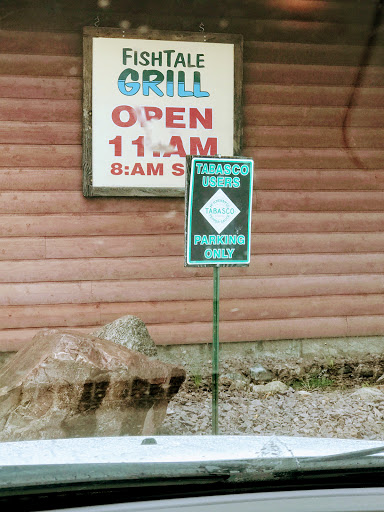 FISHTALE
GRILL
OPEN
11:AM
8:AM S
TABASCO
USERS
TABASCO
PARKING
ONLY